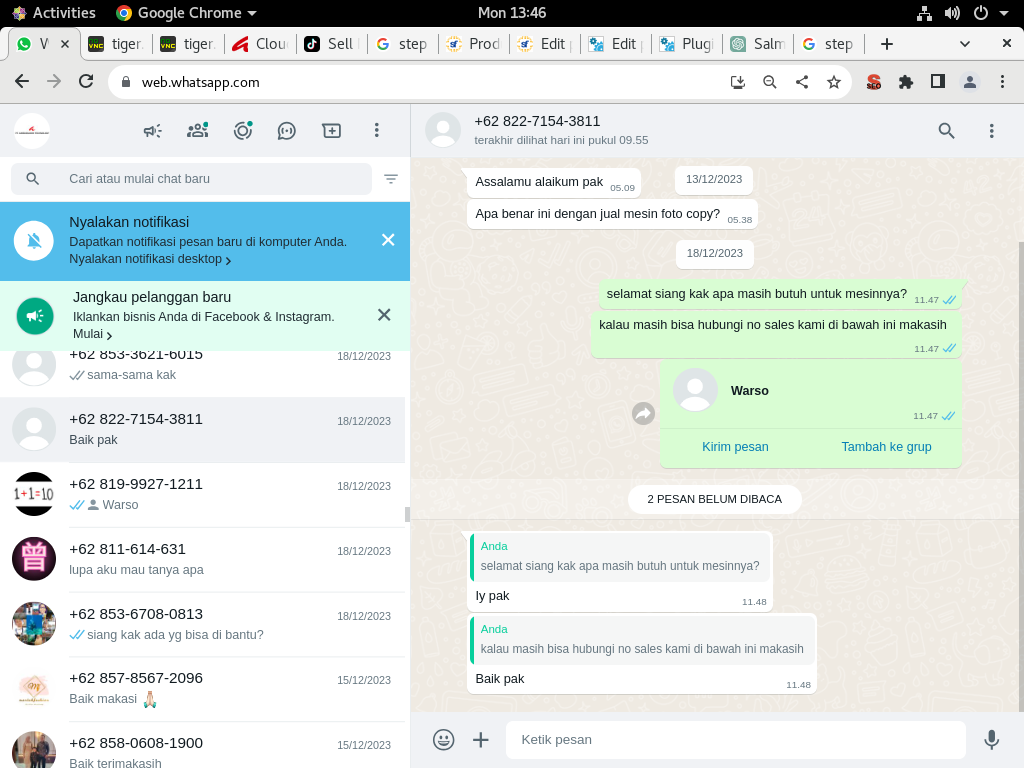 Activities
Google Chrome
Mon 13:46
W
tiger.
tiger.
Clou
Sell
step
Prod
Edit
Edit
Plugi
Salm
step
web.whatsapp.com
SEO
+62 822-7154-3811
terakhir dilihat hari ini pukul 09.55
Cari atau mulai chat baru
Nyalakan notifikasi
Dapatkan notifikasi pesan baru di komputer Anda.
Nyalakan notifikasi desktop
Jangkau pelanggan baru
Iklankan bisnis Anda di Facebook & Instagram.
Mulai
+62 853-3621-6015
18/12/2023
sama-sama kak
+62 822-7154-3811
18/12/2023
Baik pak
+62 819-9927-1211
18/12/2023
Warso
1+1=10
+62 811-614-631
18/12/2023
lupa aku mau tanya apa
曾
+62 853-6708-0813
18/12/2023
siang kak ada yg bisa di bantu?
+62 857-8567-2096
15/12/2023
Baik makasi
+62 858-0608-1900
15/12/2023
Baik terimakasih
13/12/2023
Assalamu alaikum pak 05.09
Apa benar ini dengan jual mesin foto copy? 05.38
18/12/2023
selamat siang kak apa masih butuh untuk mesinnya? 11.47
kalau masih bisa hubungi no sales kami di bawah ini makasih
11.47
Warso
11.47
Kirim pesan
Tambah ke grup
2 PESAN BELUM DIBACA
Anda
selamat siang kak apa masih butuh untuk mesinnya?
Iy pak
11.48
Anda
kalau masih bisa hubungi no sales kami di bawah ini makasih
Baik pak
11.48
Ketik pesan